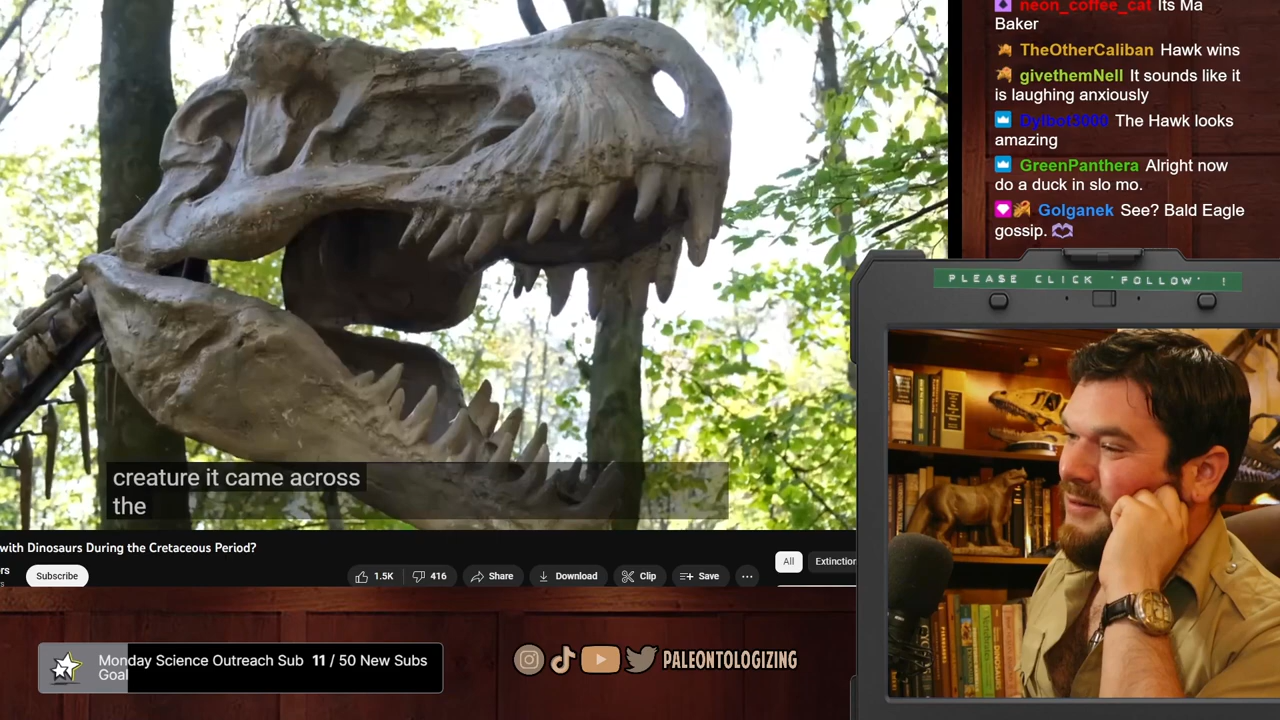 neon_coffee_cat Its Ma
Baker
TheOtherCaliban Hawk wins
givethemNell It sounds like it
is laughing anxiously
Dylbot3000 The Hawk looks
amazing
GreenPanthera Alright now
do a duck in slo mo.
Golganek See? Bald Eagle
gossip.
PLEASE CLICK 'FOLLOW' !
creature it came across
the
with Dinosaurs During the Cretaceous Period?
Subscribe
1.5K 416 Share Download Clip Save
All Extinction
Monday Science Outreach Sub 11 / 50 New Subs
Goal
PALEONTOLOGIZING